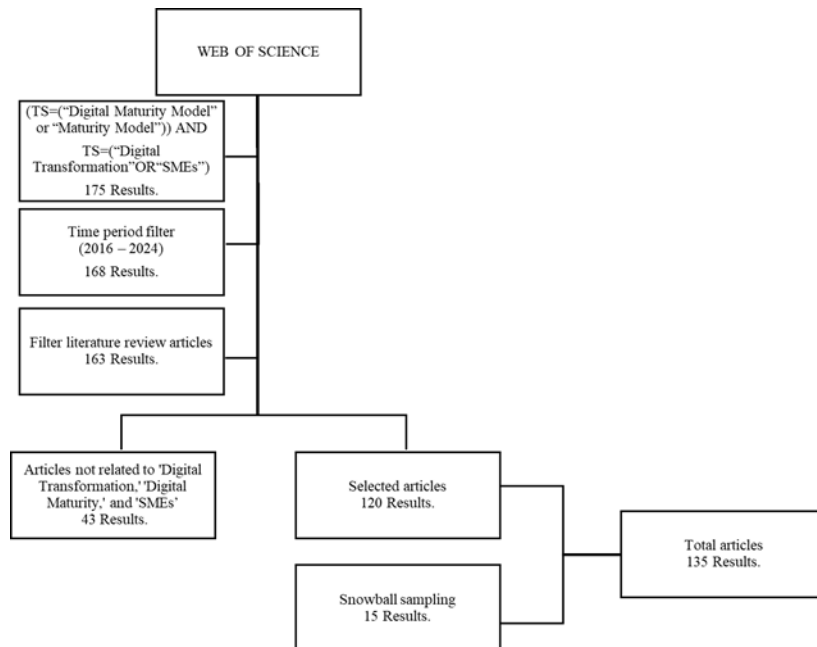 WEB OF SCIENCE
(TS=(“Digital Maturity Model”
or “Maturity Model”)) AND
TS=(“Digital
Transformation”OR“SMEs”)
175 Results.
Time period filter
(2016 – 2024)
168 Results.
Filter literature review articles
163 Results.
Articles not related to 'Digital
Transformation,' 'Digital
Maturity,' and 'SMEs’
43 Results.
Selected articles
120 Results.
Snowball sampling
15 Results.
Total articles
135 Results.